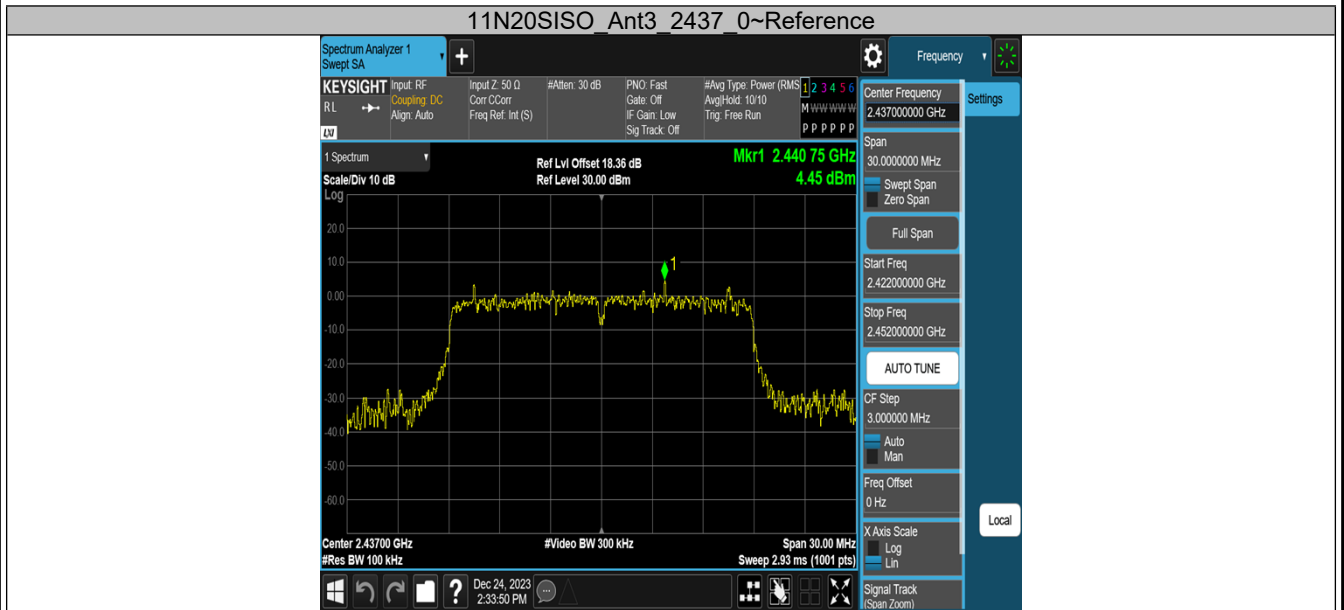 11N20SISO_Ant3_2437_0~Reference
Spectrum Analyzer 1
Swept SA
+
Frequency
KEYSIGHT
RL
LXI
Input: RF
Coupling: DC
Align: Auto
Input Z: 50 Ω
Corr CCorr
Freq Ref: Int (S)
#Atten: 30 dB
PNO: Fast
Gate: Off
IF Gain: Low
Sig Track: Off
#Avg Type: Power (RMS
Avg|Hold: 10/10
Trig: Free Run
1 2 3 4 5 6
M W W W W W
P P P P P P
1 Spectrum
Scale/Div 10 dB
Log
Ref Lvl Offset 18.36 dB
Ref Level 30.00 dBm
Mkr1 2.440 75 GHz
4.45 dBm
20.0
10.0
0.00
-10.0
-20.0
-30.0
-40.0
-50.0
-60.0
1
Center 2.43700 GHz
#Res BW 100 kHz
#Video BW 300 kHz
Span 30.00 MHz
Sweep 2.93 ms (1001 pts)
Center Frequency
2.437000000 GHz
Settings
Span
30.0000000 MHz
Swept Span
Zero Span
Full Span
Start Freq
2.422000000 GHz
Stop Freq
2.452000000 GHz
AUTO TUNE
CF Step
3.000000 MHz
Auto
Man
Freq Offset
0 Hz
X Axis Scale
Log
Lin
Local
Signal Track
(Span Zoom)
?
Dec 24, 2023
2:33:50 PM